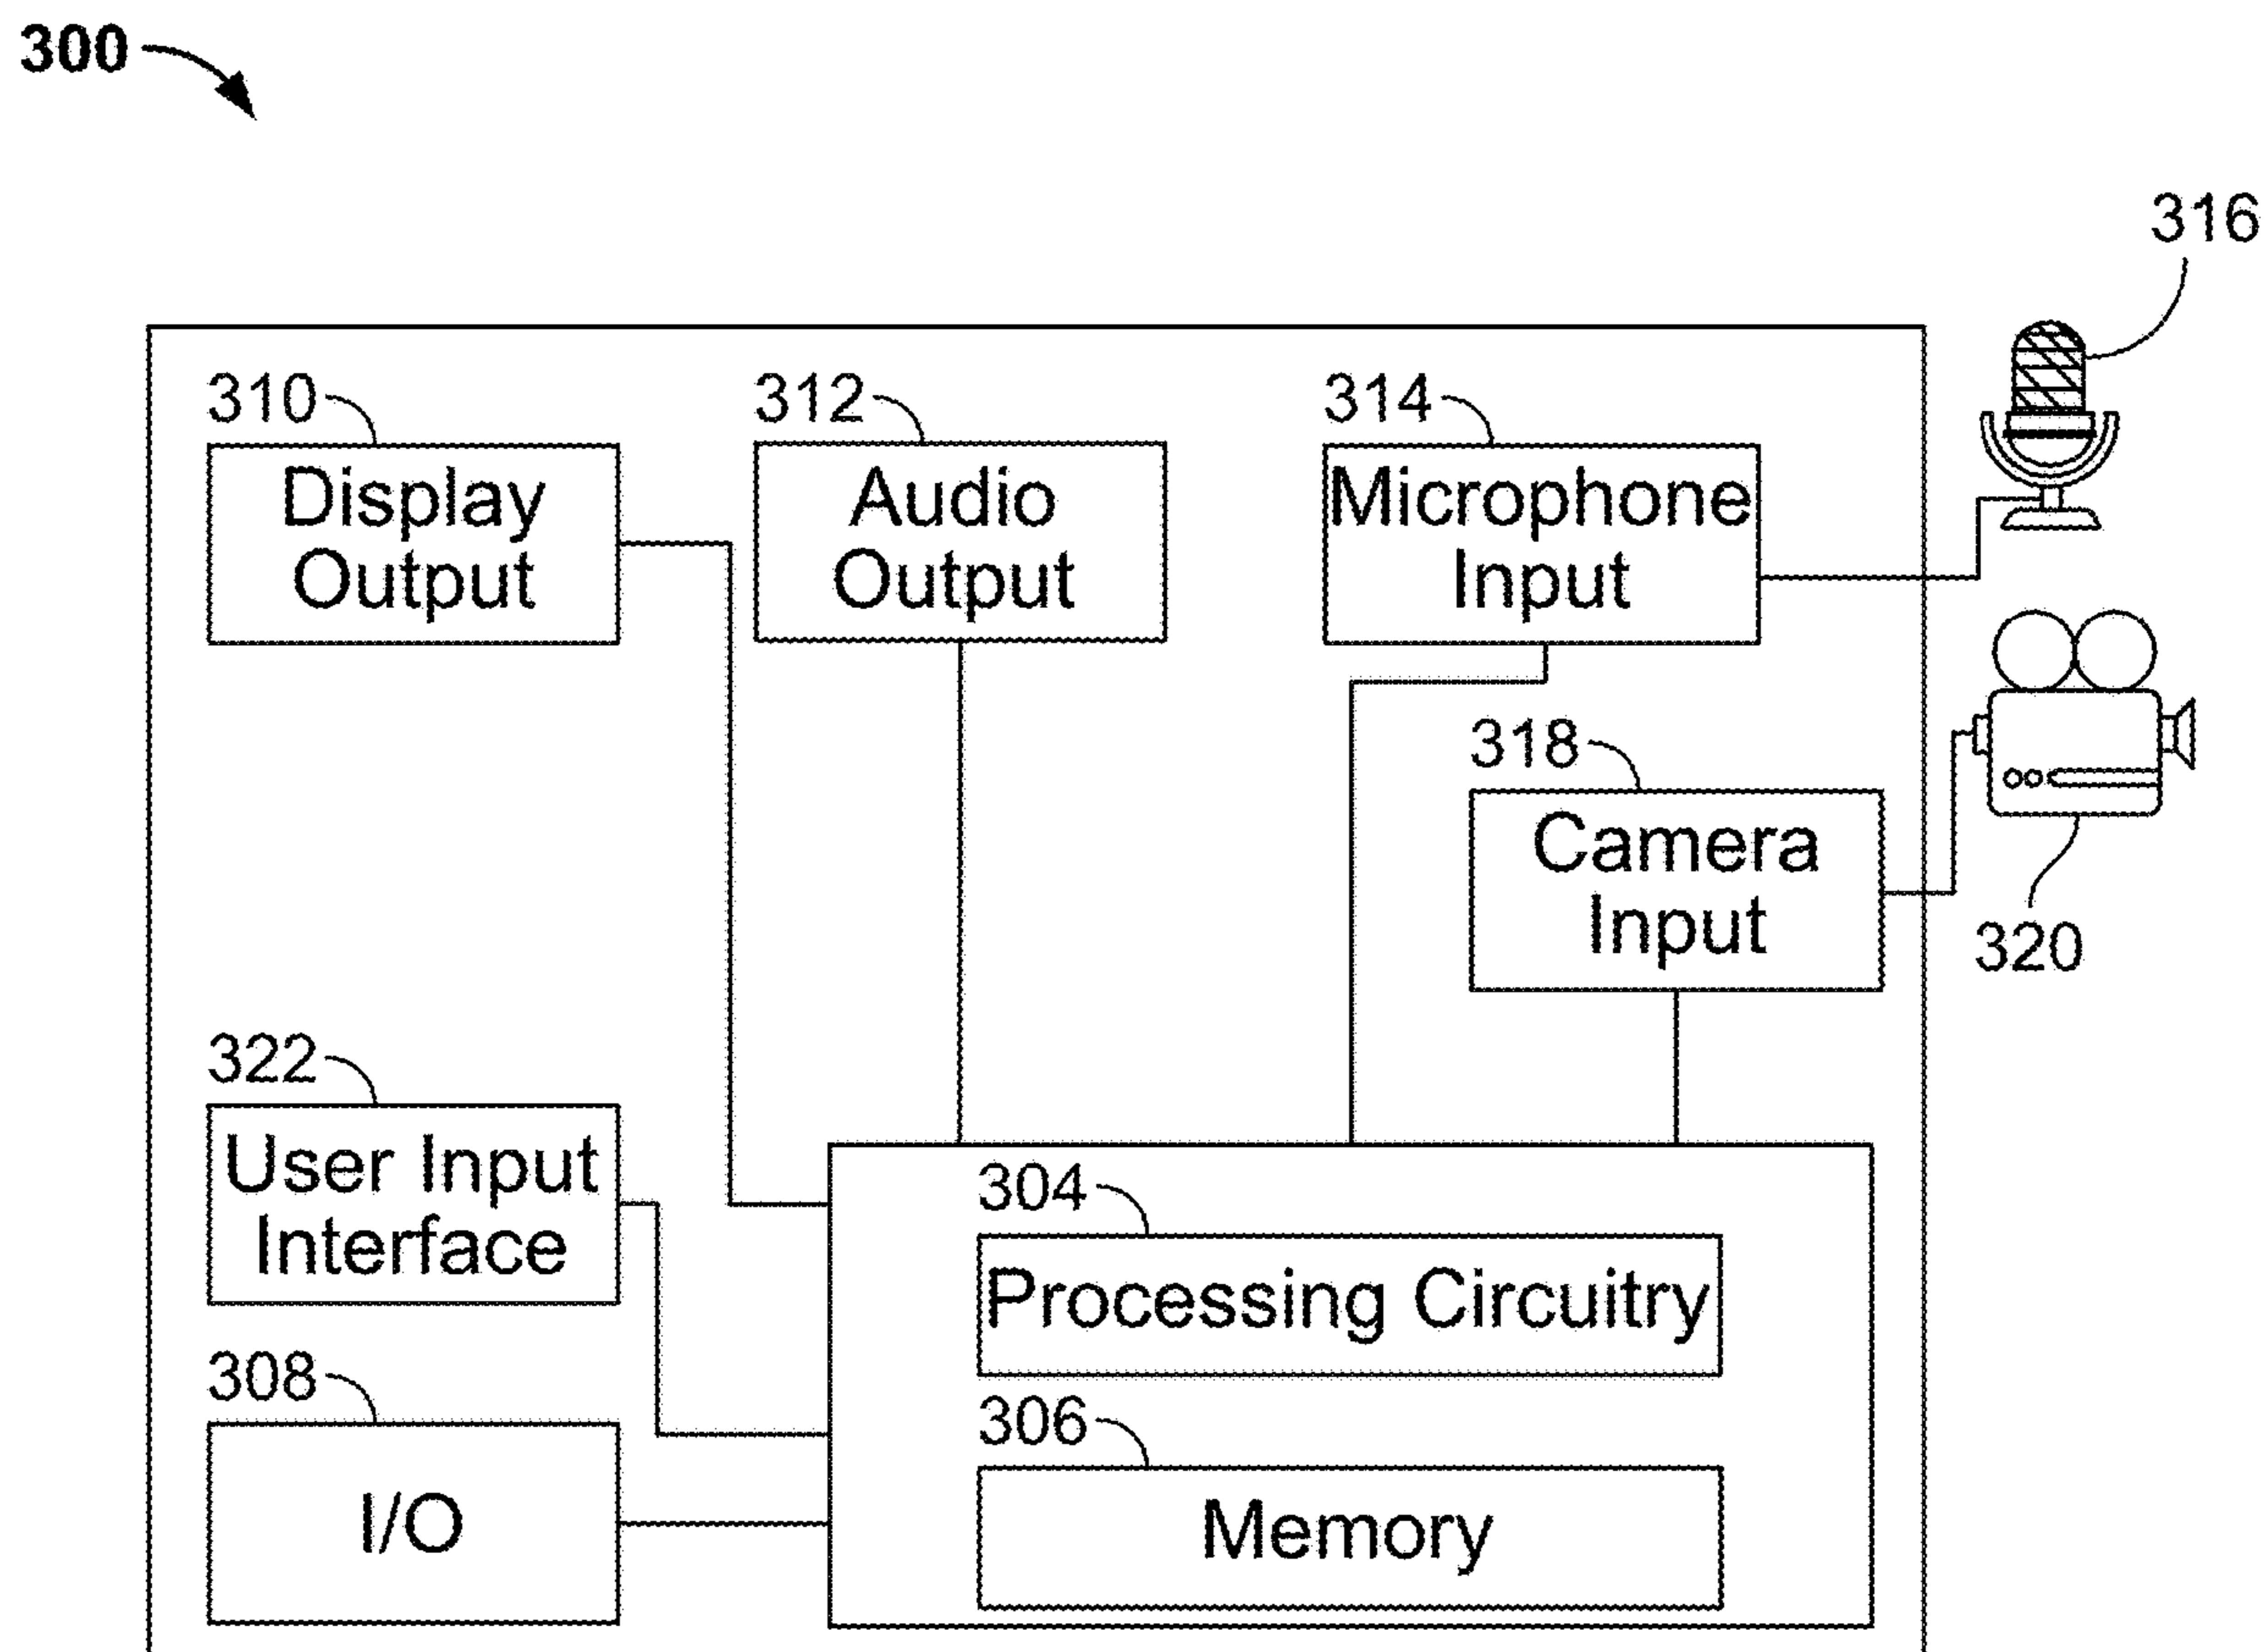 300
316
310
312
314
Display
Output
Audio
Output
Microphone
Input
318
Camera
Input
320
322
User Input
Interface
304
Processing Circuitry
308
I/O
306
Memory